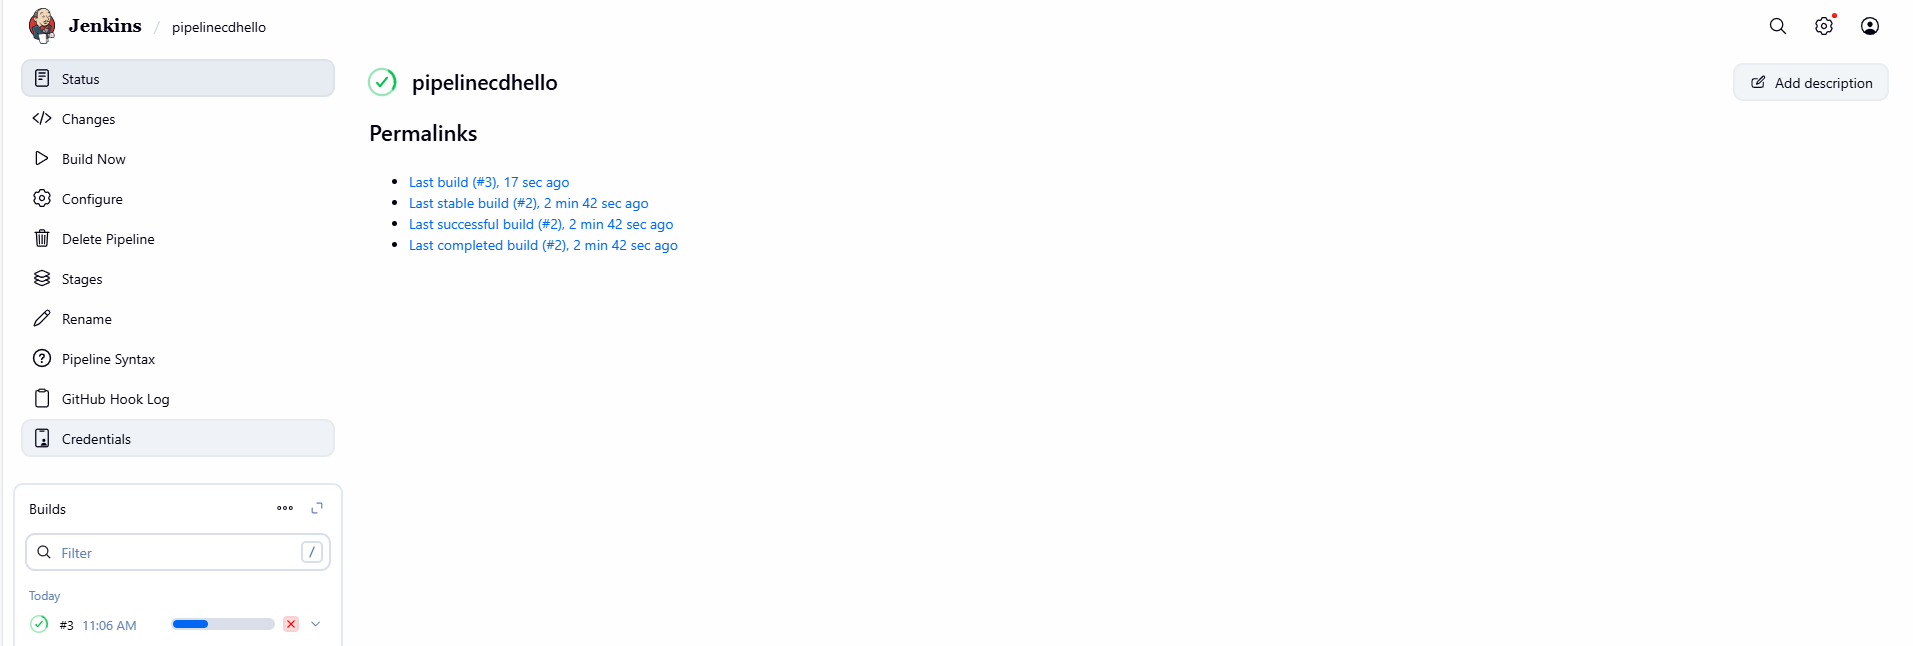 Jenkins / pipelinecdhello
Status
Changes
Build Now
Configure
Delete Pipeline
Stages
Rename
Pipeline Syntax
GitHub Hook Log
Credentials
Builds
Filter /
Today
#3 11:06 AM
pipelinecdhello
Add description
Permalinks
Last build (#3), 17 sec ago
Last stable build (#2), 2 min 42 sec ago
Last successful build (#2), 2 min 42 sec ago
Last completed build (#2), 2 min 42 sec ago